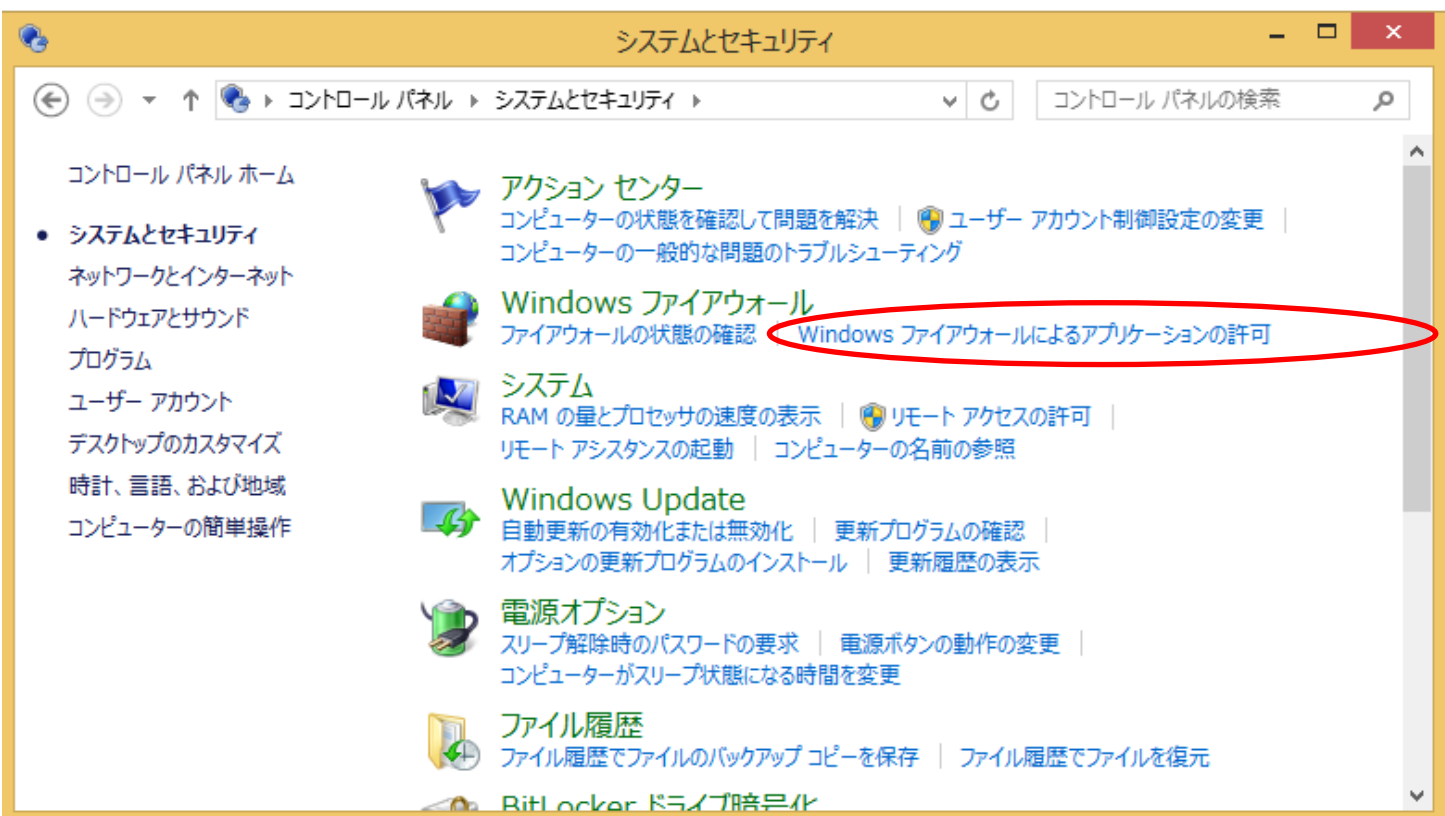 システムとセキュリティ
コントロール パネル システムとセキュリティ
コントロール パネルの検索
コントロール パネル ホーム
システムとセキュリティ
ネットワークとインターネット
ハードウェアとサウンド
プログラム
ユーザー アカウント
デスクトップのカスタマイズ
時計、言語、および地域
コンピューターの簡単操作
アクション センター
コンピューターの状態を確認して問題を解決 ユーザー アカウント制御設定の変更
コンピューターの一般的な問題のトラブルシューティング
Windows ファイアウォール
ファイアウォールの状態の確認 Windows ファイアウォールによるアプリケーションの許可
システム
RAM の量とプロセッサの速度の表示 リモート アクセスの許可
リモート アシスタンスの起動 コンピューターの名前の参照
Windows Update
自動更新の有効化または無効化 更新プログラムの確認
オプションの更新プログラムのインストール 更新履歴の表示
電源オプション
スリープ解除時のパスワードの要求 電源ボタンの動作の変更
コンピューターがスリープ状態になる時間を変更
ファイル履歴
ファイル履歴でファイルのバックアップ コピーを保存 ファイル履歴でファイルを復元
BitLocker ドライブ暗号化